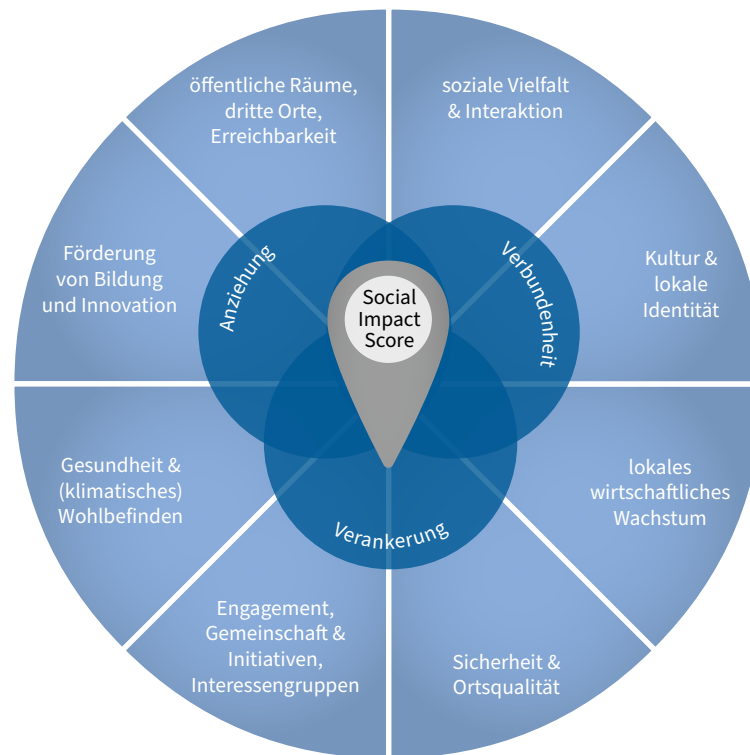 öffentliche Räume,
dritte Orte,
Erreichbarkeit
soziale Vielfalt
& Interaktion
Kultur &
lokale
Identität
lokales
wirtschaftliches
Wachstum
Sicherheit &
Ortsqualität
Engagement,
Gemeinschaft &
Initiativen,
Interessengruppen
Gesundheit &
(klimatisches)
Wohlbefinden
Förderung
von Bildung
und Innovation
Anziehung
Verbundenheit
Verankerung
Social
Impact
Score